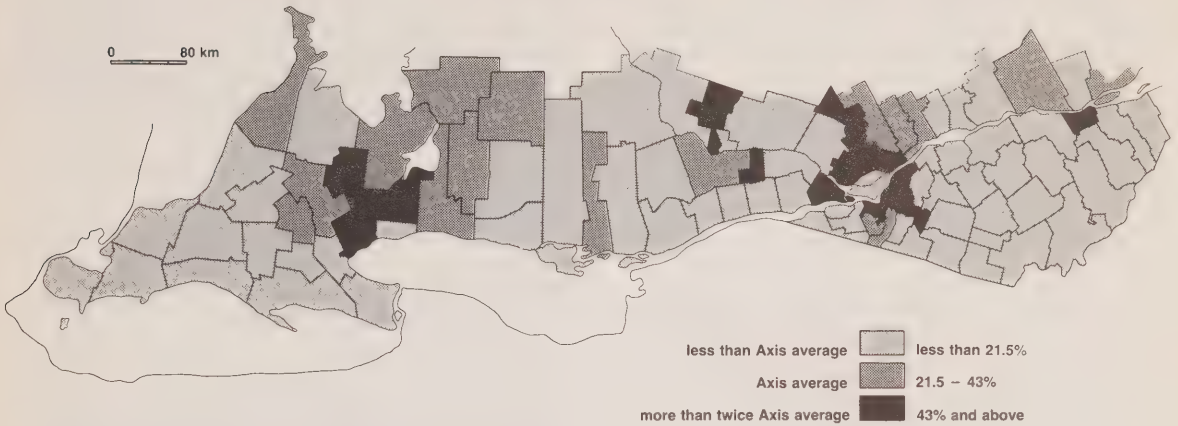 0 80 km
less than Axis average less than 21.5%
Axis average 21.5 – 43%
more than twice Axis average 43% and above